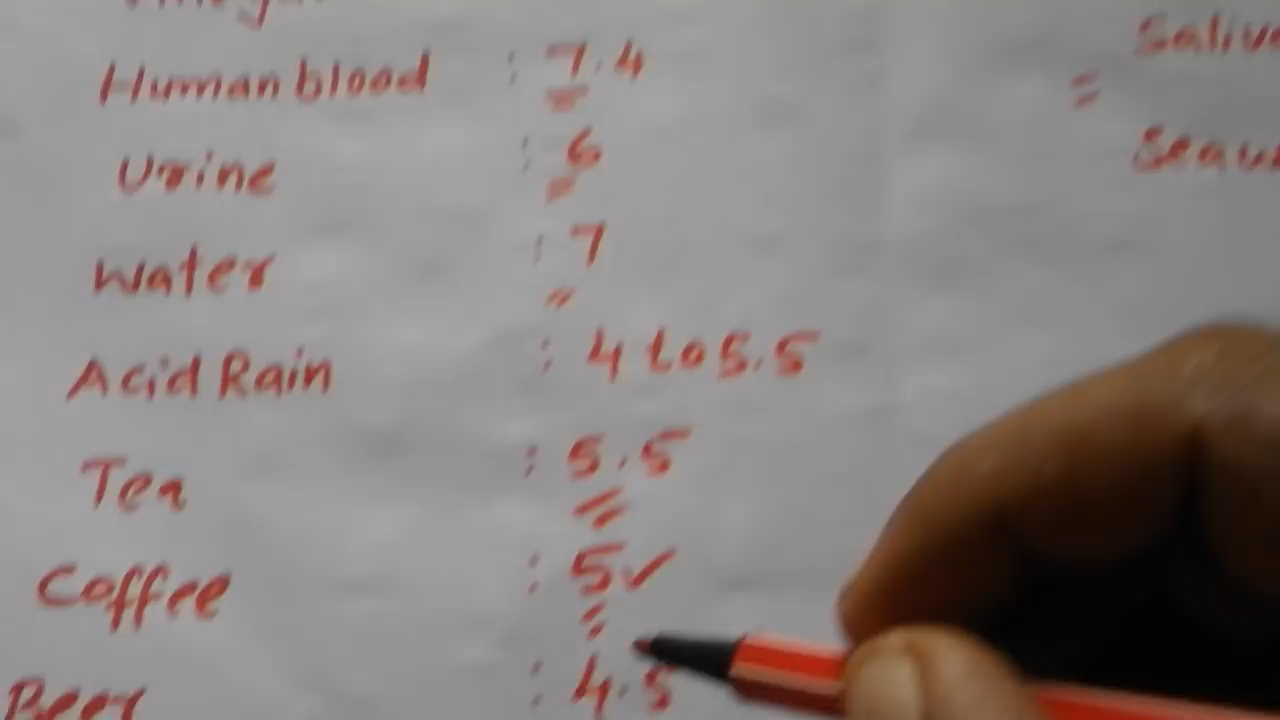 Human blood : 7.4
Urine : 6
Water : 7
Acid Rain : 4 to 5.5
Tea : 5.5
Coffee : 5✓
Beer : 4.5
=